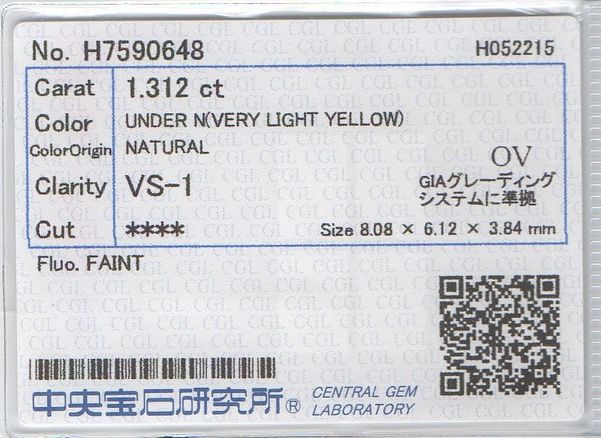 No. H7590648 H052215
Carat 1.312 ct
Color UNDER N(VERY LIGHT YELLOW)
ColorOrigin NATURAL
OV
Clarity VS-1
GIAグレーディング
システムに準拠
Cut **** Size 8.08 × 6.12 × 3.84 mm
Fluo. FAINT
中央宝石研究所® CENTRAL GEM
LABORATORY